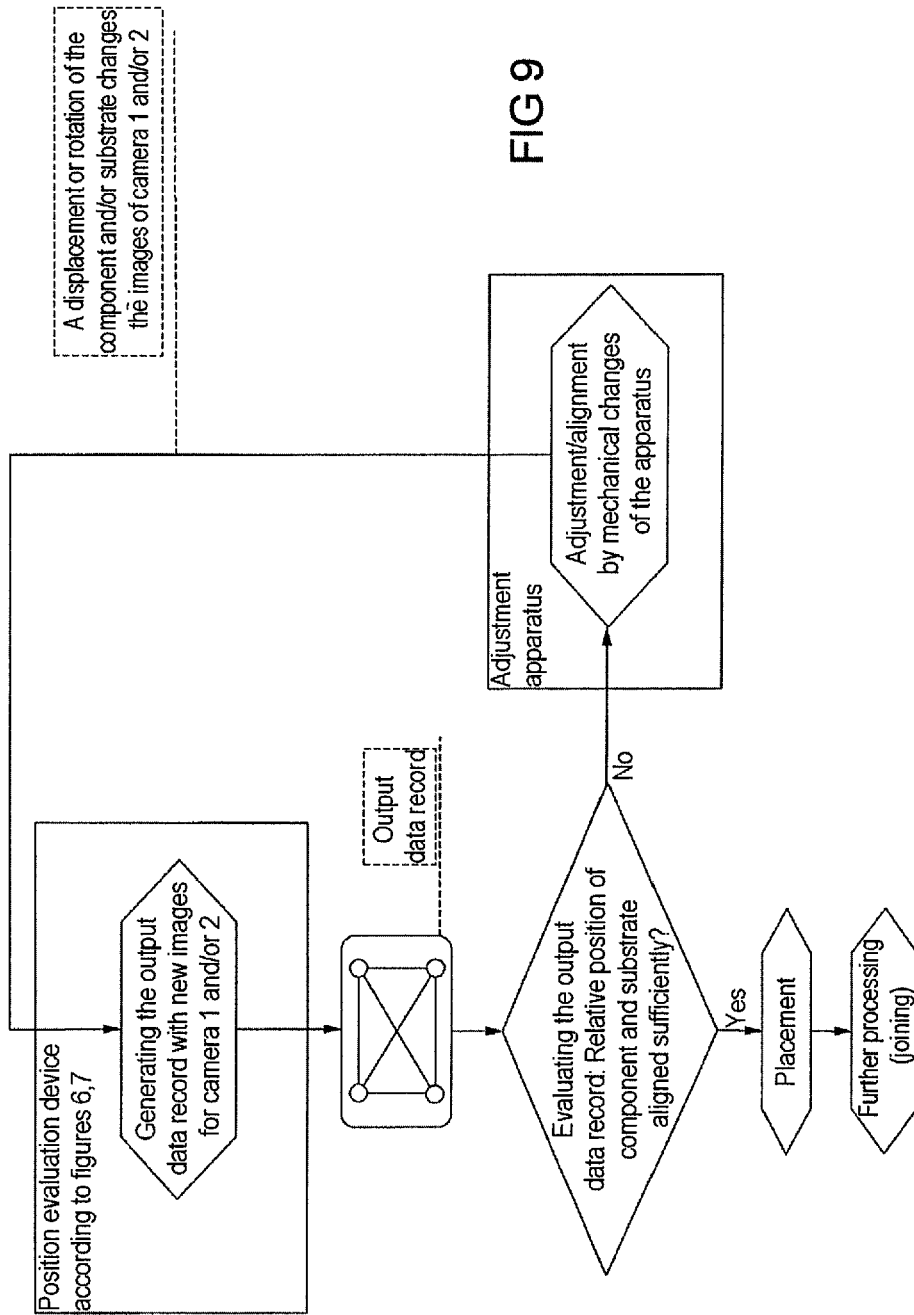 A displacement or rotation of the
component and/or substrate changes
the images of camera 1 and/or 2
Position evaluation device
according to figures 6,7
Generating the output
data record with new images
for camera 1 and/or 2
Output
data record
Evaluating the output
data record: Relative position of
component and substrate
aligned sufficiently?
No
Yes
Adjustment
apparatus
Adjustment/alignment
by mechanical changes
of the apparatus
Placement
Further processing
(joining)
FIG 9